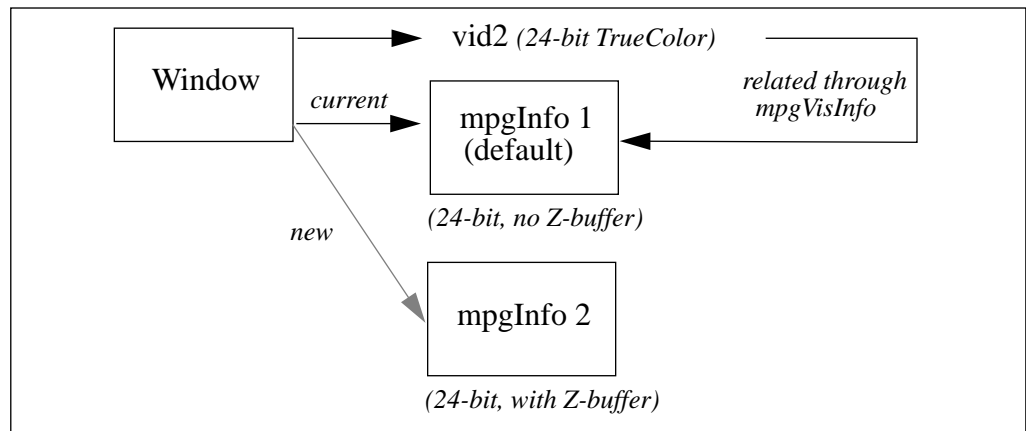 vid2 (24-bit TrueColor)
Window
related through
mpgVisInfo
current
mpgInfo 1
(default)
(24-bit, no Z-buffer)
new
mpgInfo 2
(24-bit, with Z-buffer)